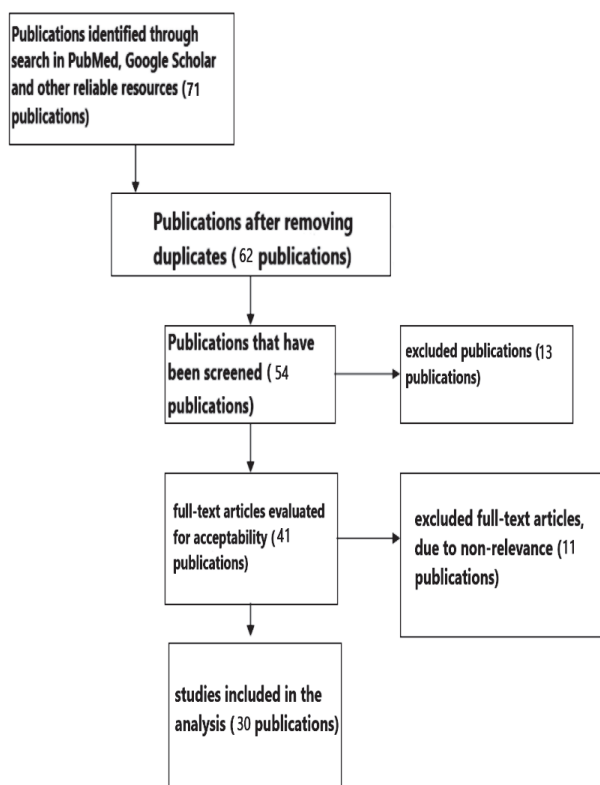 Publications identified through
search in PubMed, Google Scholar
and other reliable resources (71
publications)
Publications after removing
duplicates ( 62 publications)
Publications that have
been screened ( 54
publications)
excluded publications (13
publications)
full-text articles evaluated
for acceptability ( 41
publications)
excluded full-text articles,
due to non-relevance (11
publications)
studies included in the
analysis ( 30 publications)